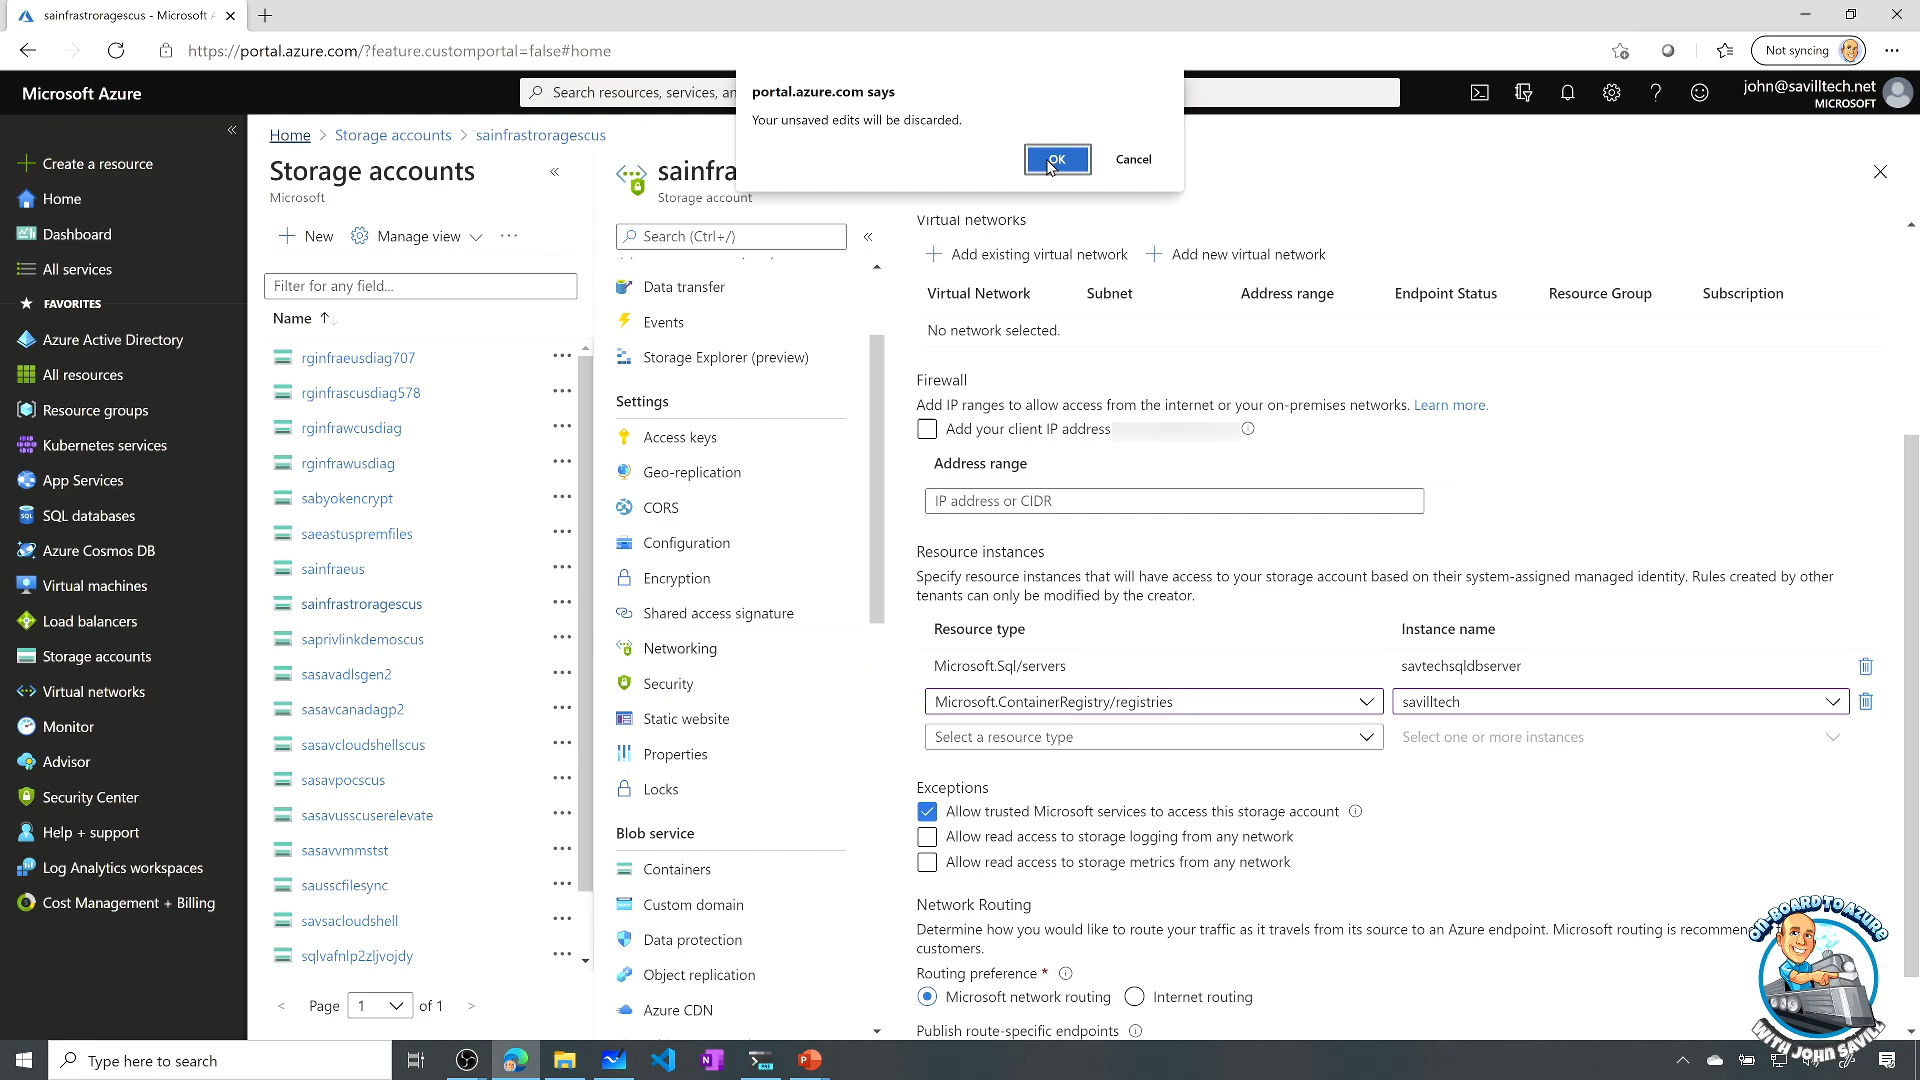 sainfrastroragescus - Microsoft A
https://portal.azure.com/?feature.customportal=false#home
Not syncing
Microsoft Azure
Search resources, services, an
john@savilltech.net
MICROSOFT
portal.azure.com says
Your unsaved edits will be discarded.
OK
Cancel
Create a resource
Home
Dashboard
All services
FAVORITES
Azure Active Directory
All resources
Resource groups
Kubernetes services
App Services
SQL databases
Azure Cosmos DB
Virtual machines
Load balancers
Storage accounts
Virtual networks
Monitor
Advisor
Security Center
Help + support
Log Analytics workspaces
Cost Management + Billing
Home > Storage accounts > sainfrastroragescus
Storage accounts
Microsoft
New
Manage view
Filter for any field...
Name
rginfraeusdiag707
rginfrascusdiag578
rginfrawcusdiag
rginfrawusdiag
sabyokencrypt
saeastuspremfiles
sainfraeus
sainfrastroragescus
saprivlinkdemoscus
sasavadlsgen2
sasavcanadagp2
sasavcloudshellscus
sasavpocscus
sasavusscuserelevate
sasavvmmstst
sausscfilesync
savsacloudshell
sqlvafnlp2zljvojdy
< Page 1 of 1 >
sainfra
Storage account
Search (Ctrl+/)
Data transfer
Events
Storage Explorer (preview)
Settings
Access keys
Geo-replication
CORS
Configuration
Encryption
Shared access signature
Networking
Security
Static website
Properties
Locks
Blob service
Containers
Custom domain
Data protection
Object replication
Azure CDN
Virtual networks
Add existing virtual network
Add new virtual network
Virtual Network Subnet Address range Endpoint Status Resource Group Subscription
No network selected.
Firewall
Add IP ranges to allow access from the internet or your on-premises networks. Learn more.
Add your client IP address
Address range
IP address or CIDR
Resource instances
Specify resource instances that will have access to your storage account based on their system-assigned managed identity. Rules created by other
tenants can only be modified by the creator.
Resource type Instance name
Microsoft.Sql/servers savtechsqldbserver
Microsoft.ContainerRegistry/registries savilltech
Select a resource type Select one or more instances
Exceptions
Allow trusted Microsoft services to access this storage account
Allow read access to storage logging from any network
Allow read access to storage metrics from any network
Network Routing
Determine how you would like to route your traffic as it travels from its source to an Azure endpoint. Microsoft routing is recommen
customers.
Routing preference *
Microsoft network routing
Internet routing
Publish route-specific endpoints
ON-BOARD TO AZURE
WITH JOHN SAVILL
Type here to search